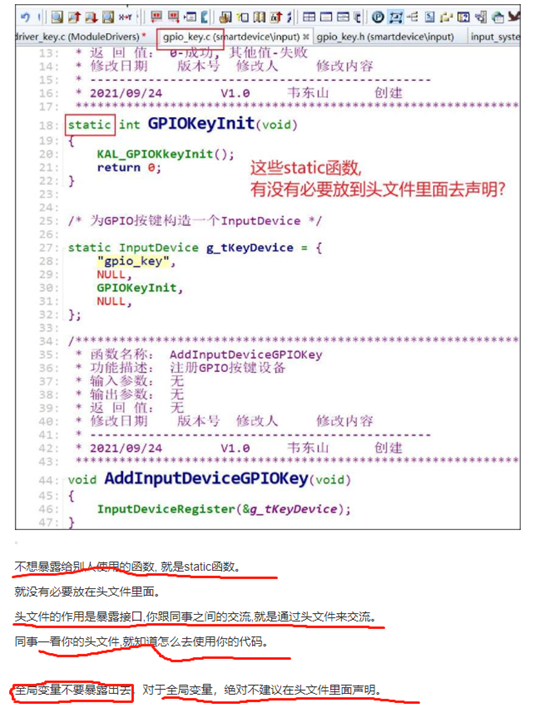 driver_key.c (ModuleDrivers)  gpio_key.c (smartdevice\input)  gpio_key.h (smartdevice\input)  input_syste
13:  * 返 回 值:  0-成功, 其他值-失败
14:  * 修改日期  版本号  修改人  修改内容
15:  * -----------------------------------------------
16:  * 2021/09/24  V1.0  韦东山  创建
17:  ***********************************************************
18: static int GPIOKeyInit(void)
19: {
20:     KAL_GPIOKkeyInit();
21:     return 0;
22: }
这些static函数,
有没有必要放到头文件里面去声明?
23:
24:
25: /* 为GPIO按键构造一个InputDevice */
26:
27: static InputDevice g_tKeyDevice = {
28:     "gpio_key",
29:     NULL,
30:     GPIOKeyInit,
31:     NULL,
32: };
33:
34: /***********************************************************
35:  * 函数名称:  AddInputDeviceGPIOKey
36:  * 功能描述:  注册GPIO按键设备
37:  * 输入参数:  无
38:  * 输出参数:  无
39:  * 返 回 值:  无
40:  * 修改日期  版本号  修改人  修改内容
41:  * -----------------------------------------------
42:  * 2021/09/24  V1.0  韦东山  创建
43:  ***********************************************************
44: void AddInputDeviceGPIOKey(void)
45: {
46:     InputDeviceRegister(&g_tKeyDevice);
47: }
不想暴露给别人使用的函数, 就是static函数。
就没有必要放在头文件里面。
头文件的作用是暴露接口,你跟同事之间的交流,就是通过头文件来交流。
同事一看你的头文件,就知道怎么去使用你的代码。
全局变量不要暴露出去。对于全局变量，绝对不建议在头文件里面声明。